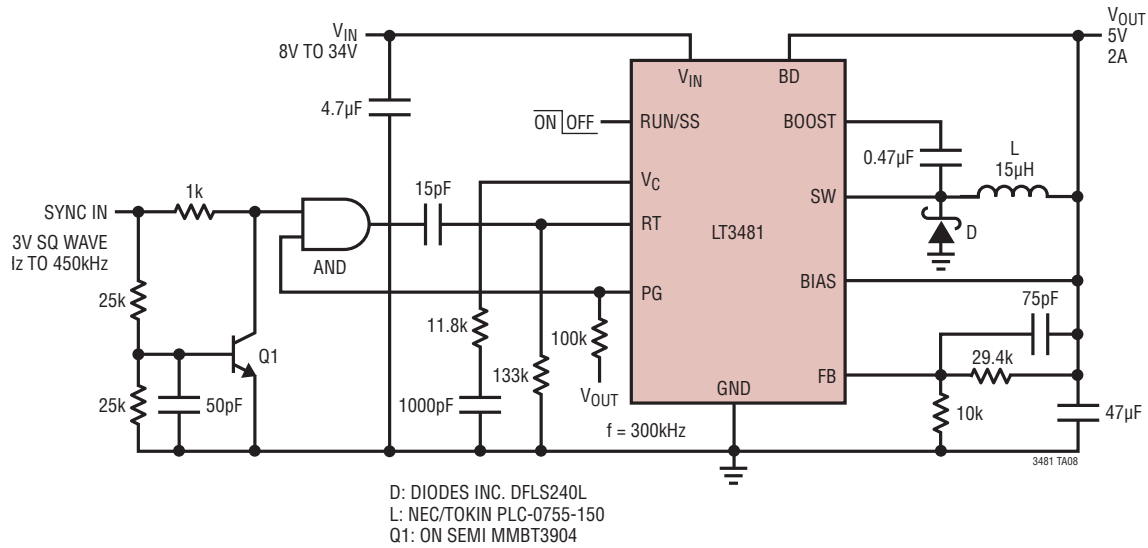 VIN
8V TO 34V
VOUT
5V
2A
4.7µF
VIN
BD
ON OFF
RUN/SS
BOOST
0.47µF
L
15µH
1k
SYNC IN
15pF
VC
SW
3V SQ WAVE
Iz TO 450kHz
AND
RT
LT3481
D
25k
PG
BIAS
75pF
11.8k
100k
Q1
29.4k
133k
FB
25k
50pF
1000pF
VOUT
GND
10k
47µF
f = 300kHz
3481 TA08
D: DIODES INC. DFLS240L
L: NEC/TOKIN PLC-0755-150
Q1: ON SEMI MMBT3904